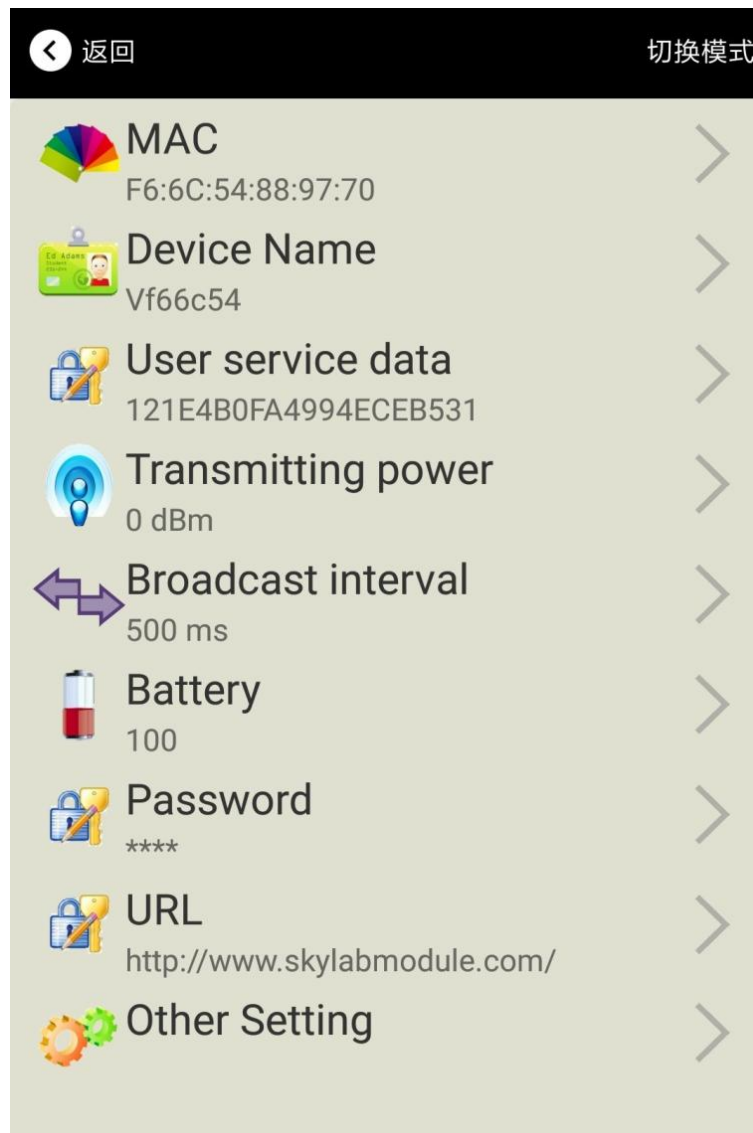 返回
切换模式
MAC
F6:6C:54:88:97:70
Device Name
Vf66c54
User service data
121E4B0FA4994ECEB531
Transmitting power
0 dBm
Broadcast interval
500 ms
Battery
100
Password
****
URL
http://www.skylabmodule.com/
Other Setting